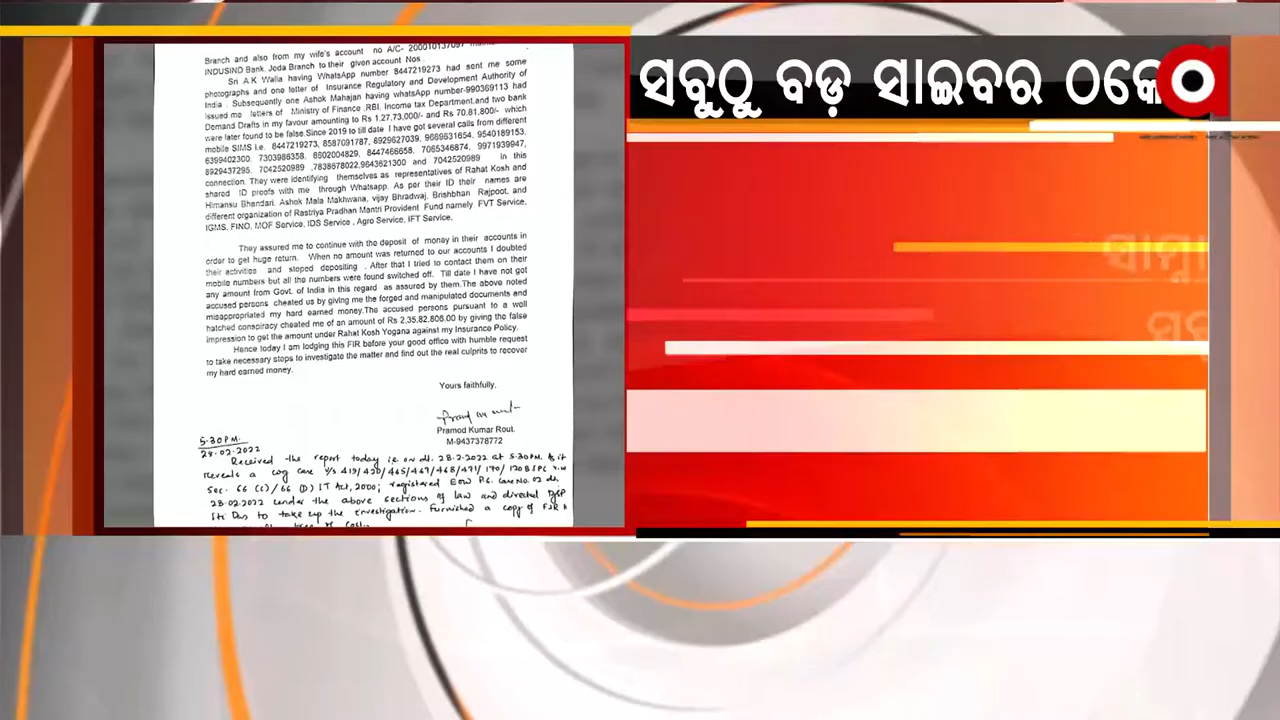 Branch and also from my wife's account no A/C- 200010137097
INDUSIND Bank, Joda Branch to their given account Nos.
Sri A K Walia having WhatsApp number 8447219273 had sent me some
photographs and one letter of Insurance Regulatory and Development Authority of
India . Subsequently one Ashok Mahajan having whatsApp number-990369113 had
issued me letters of Ministry of Finance ,RBI, Income tax Department,and two bank
Demand Drafts in my favour amounting to Rs 1,27,73,000/- and Rs 70,81,800/- which
were later found to be false.Since 2019 to till date I have got several calls from different
mobile SIMS i.e. 8447219273, 8587091787, 8929627039, 9669631654, 9540189153,
6399402300, 7303986358, 8902004829, 8447466658, 7065346874, 9971939947,
8929437295, 7042520989 ,7838678022,9643621300 and 7042520989 In this
connection. They were identifying themselves as representatives of Rahat Kosh and
shared ID proofs with me through Whatsapp. As per their ID their names are
Himansu Bhandari, Ashok Mala Makhwana, vijay Bhradwaj, Brishbhan Rajpoot, and
different organization of Rastriya Pradhan Mantri Provident Fund namely FVT Service,
IGMS, FINO, MOF Service, IDS Service , Agro Service, IFT Service.
They assured me to continue with the deposit of money in their accounts in
order to get huge return. When no amount was returned to our accounts I doubted
their activities and stoped depositing . After that I tried to contact them on their
mobile numbers but all the numbers were found switched off. Till date I have not got
any amount from Govt. of India in this regard as assured by them.The above noted
accused persons cheated us by giving me the forged and manipulated documents and
misappropriated my hard earned money.The accused persons pursuant to a well
hatched conspiracy cheated me of an amount of Rs 2,35,82,806.00 by giving the false
impression to get the amount under Rahat Kosh Yogana against my Insurance Policy.
Hence today I am lodging this FIR before your good office with humble request
to take necessary steps to investigate the matter and find out the real culprits to recover
my hard earned money.
Yours faithfully,
Pramod Kumar Rout.
M-9437378772
5.30 P.M.
28.02.2022
Received the report today i.e on dt. 28.2.2022 at 5.30PM. As it
reveals a cog case u/s 419/420/465/467/468/471/170/120B IPC r.w
Sec. 66 (c)/66 (D) IT Act, 2000; registered EOW P.S. Case No. 02 dt.
28.02.2022 under the above sections of law and directed DSP
to take up the investigation. Furnished a copy of FIR
ସବୁଠୁ ବଡ଼ ସାଇବର ଠକେ